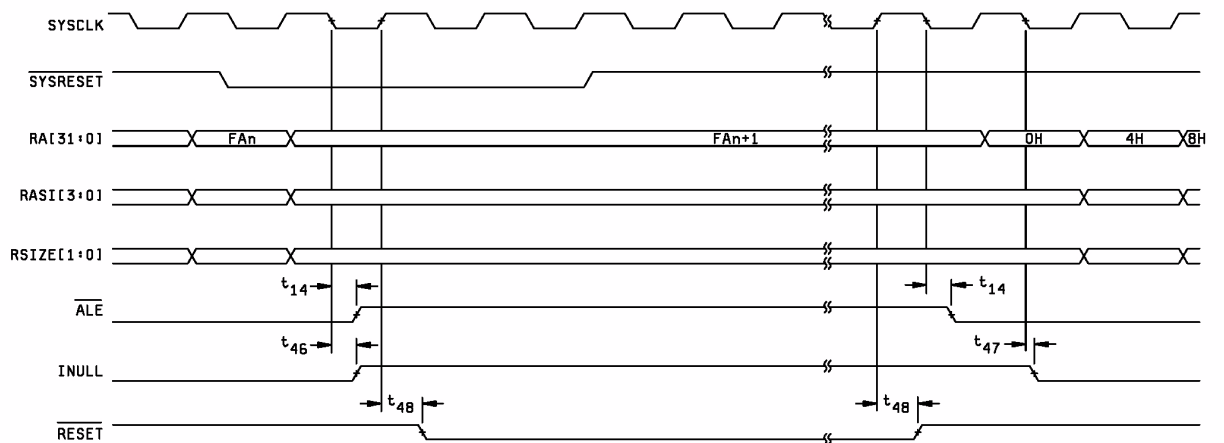 SYSCLK
SYSRESET
RA[31:0] FAn FAn+1 0H 4H 8H
RASI[3:0]
RSIZE[1:0]
t14 t14
ALE
t46 t47
INULL
t48 t48
RESET